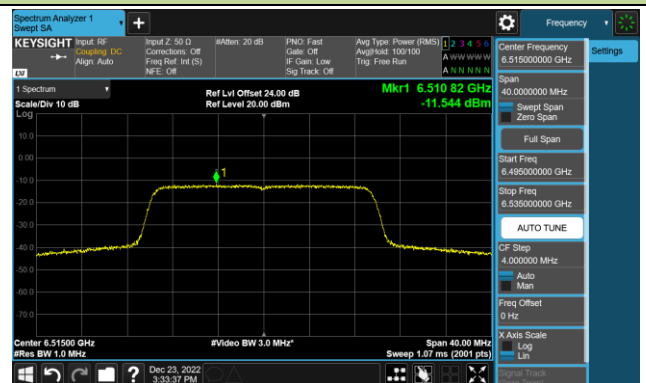 Spectrum Analyzer 1
Swept SA
+
Frequency
KEYSIGHT
Input: RF
Coupling: DC
Align: Auto
Input Z: 50 Ω
Corrections: Off
Freq Ref: Int (S)
NFE: Off
#Atten: 20 dB
PNO: Fast
Gate: Off
IF Gain: Low
Sig Track: Off
Avg Type: Power (RMS)
Avg|Hold: 100/100
Trig: Free Run
1 2 3 4 5 6
A W W W W W
A N N N N N
LXI
1 Spectrum
Scale/Div 10 dB
Log
Ref Lvl Offset 24.00 dB
Ref Level 20.00 dBm
Mkr1 6.510 82 GHz
-11.544 dBm
10.0
0.00
-10.0
-20.0
-30.0
-40.0
-50.0
-60.0
-70.0
1
Center 6.51500 GHz
#Res BW 1.0 MHz
#Video BW 3.0 MHz*
Span 40.00 MHz
Sweep 1.07 ms (2001 pts)
?
Dec 23, 2022
3:33:37 PM
Center Frequency
6.515000000 GHz
Settings
Span
40.0000000 MHz
Swept Span
Zero Span
Full Span
Start Freq
6.495000000 GHz
Stop Freq
6.535000000 GHz
AUTO TUNE
CF Step
4.000000 MHz
Auto
Man
Freq Offset
0 Hz
X Axis Scale
Log
Lin
Signal Track